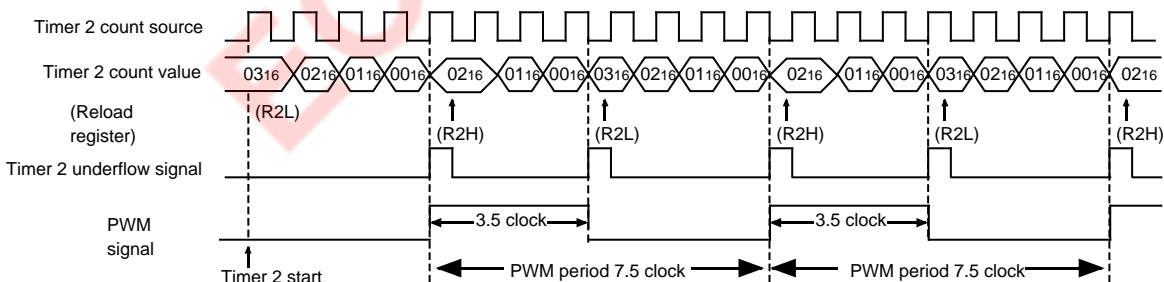 Timer 2 count source
Timer 2 count value
0316 0216 0116 0016 0216 0116 0016 0316 0216 0116 0016 0216 0116 0016 0316 0216 0116 0016 0216
(Reload
register)
(R2L) (R2H) (R2L) (R2H) (R2L) (R2H)
Timer 2 underflow signal
PWM
signal
3.5 clock 3.5 clock
PWM period 7.5 clock PWM period 7.5 clock
Timer 2 start